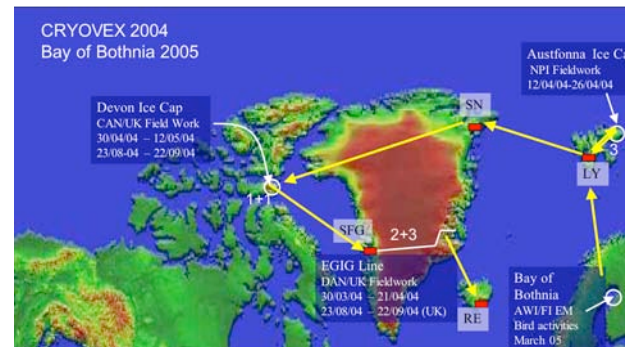 CRYOVEX 2004
Bay of Bothnia 2005
Austfonna Ice Ca
NPI Fieldwork
12/04/04-26/04/04
Devon Ice Cap
CAN/UK Field Work
30/04/04 – 12/05/04
23/08-04 – 22/09/04
SN
3
LY
1+1
SFG
2+3
EGIG Line
DAN/UK Fieldwork
30/03/04 – 21/04/04
23/08/04 – 22/09/04 (UK)
RE
Bay of
Bothnia
AWI/FI EM
Bird activities
March 05